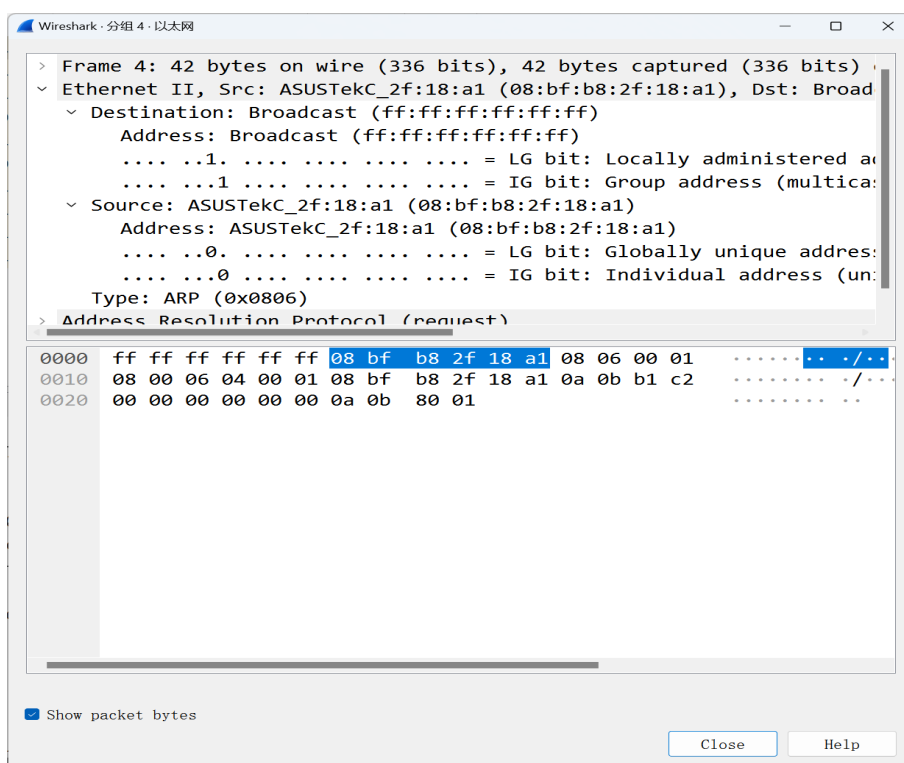 Wireshark · 分组 4 · 以太网
Frame 4: 42 bytes on wire (336 bits), 42 bytes captured (336 bits)
Ethernet II, Src: ASUSTekC_2f:18:a1 (08:bf:b8:2f:18:a1), Dst: Broad
Destination: Broadcast (ff:ff:ff:ff:ff:ff)
Address: Broadcast (ff:ff:ff:ff:ff:ff)
.... ..1. .... .... .... .... = LG bit: Locally administered
.... ...1 .... .... .... .... = IG bit: Group address (multica
Source: ASUSTekC_2f:18:a1 (08:bf:b8:2f:18:a1)
Address: ASUSTekC_2f:18:a1 (08:bf:b8:2f:18:a1)
.... ..0. .... .... .... .... = LG bit: Globally unique addres
.... ...0 .... .... .... .... = IG bit: Individual address (un
Type: ARP (0x0806)
Address Resolution Protocol (request)
0000 ff ff ff ff ff ff 08 bf b8 2f 18 a1 08 06 00 01 ········ ·/··
0010 08 00 06 04 00 01 08 bf b8 2f 18 a1 0a 0b b1 c2 ········ ·/···
0020 00 00 00 00 00 00 0a 0b 80 01 ········ ··
Show packet bytes
Close Help